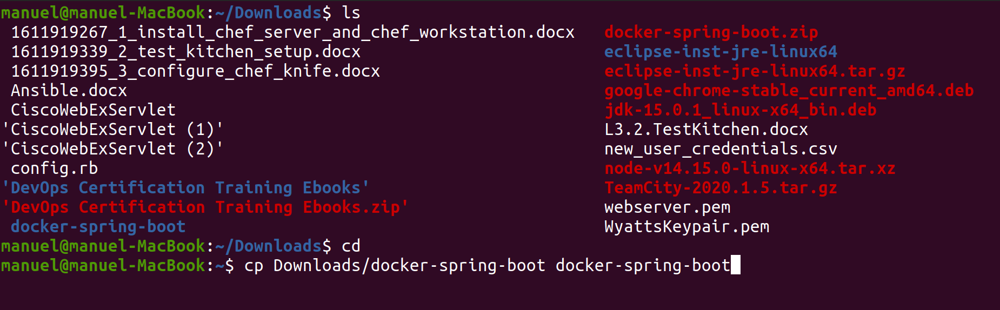 manuel@manuel-MacBook:~/Downloads$ ls
1611919267_1_install_chef_server_and_chef_workstation.docx docker-spring-boot.zip
1611919339_2_test_kitchen_setup.docx eclipse-inst-jre-linux64
1611919395_3_configure_chef_knife.docx eclipse-inst-jre-linux64.tar.gz
Ansible.docx google-chrome-stable_current_amd64.deb
CiscoWebExServlet jdk-15.0.1_linux-x64_bin.deb
'CiscoWebExServlet (1)' L3.2.TestKitchen.docx
'CiscoWebExServlet (2)' new_user_credentials.csv
config.rb node-v14.15.0-linux-x64.tar.xz
'DevOps Certification Training Ebooks' TeamCity-2020.1.5.tar.gz
'DevOps Certification Training Ebooks.zip' webserver.pem
docker-spring-boot WyattsKeypair.pem
manuel@manuel-MacBook:~/Downloads$ cd
manuel@manuel-MacBook:~$ cp Downloads/docker-spring-boot docker-spring-boot